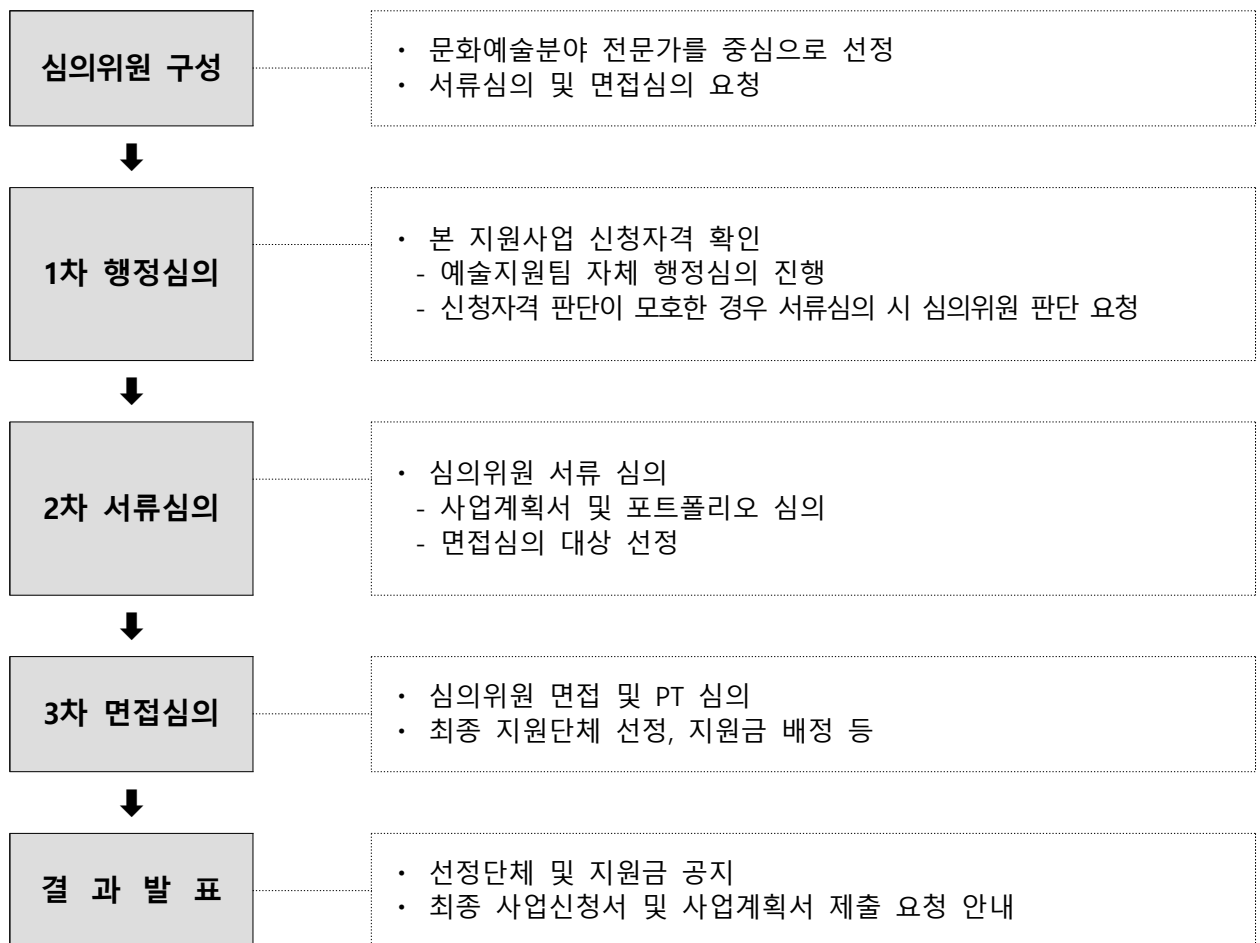 심의위원 구성
・ 문화예술분야 전문가를 중심으로 선정
・ 서류심의 및 면접심의 요청
⬇
1차 행정심의
・ 본 지원사업 신청자격 확인
- 예술지원팀 자체 행정심의 진행
- 신청자격 판단이 모호한 경우 서류심의 시 심의위원 판단 요청
⬇
2차 서류심의
・ 심의위원 서류 심의
- 사업계획서 및 포트폴리오 심의
- 면접심의 대상 선정
⬇
3차 면접심의
・ 심의위원 면접 및 PT 심의
・ 최종 지원단체 선정, 지원금 배정 등
⬇
결 과 발 표
・ 선정단체 및 지원금 공지
・ 최종 사업신청서 및 사업계획서 제출 요청 안내